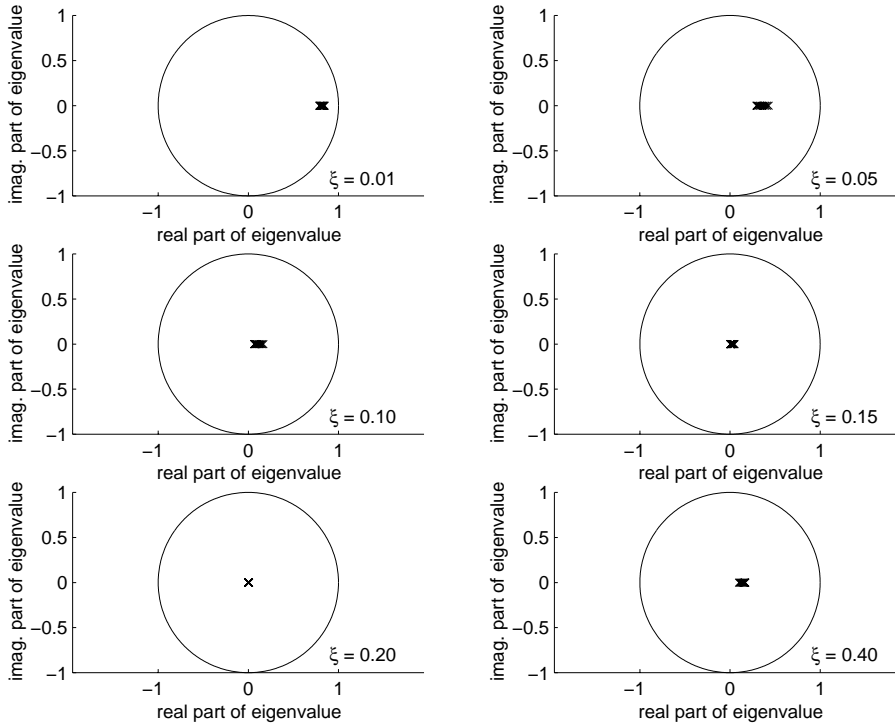 1
0.5
0
−0.5
−1
imag. part of eigenvalue
−1 0 1
real part of eigenvalue
ξ = 0.01
1
0.5
0
−0.5
−1
imag. part of eigenvalue
−1 0 1
real part of eigenvalue
ξ = 0.05
1
0.5
0
−0.5
−1
imag. part of eigenvalue
−1 0 1
real part of eigenvalue
ξ = 0.10
1
0.5
0
−0.5
−1
imag. part of eigenvalue
−1 0 1
real part of eigenvalue
ξ = 0.15
1
0.5
0
−0.5
−1
imag. part of eigenvalue
−1 0 1
real part of eigenvalue
ξ = 0.20
1
0.5
0
−0.5
−1
imag. part of eigenvalue
−1 0 1
real part of eigenvalue
ξ = 0.40